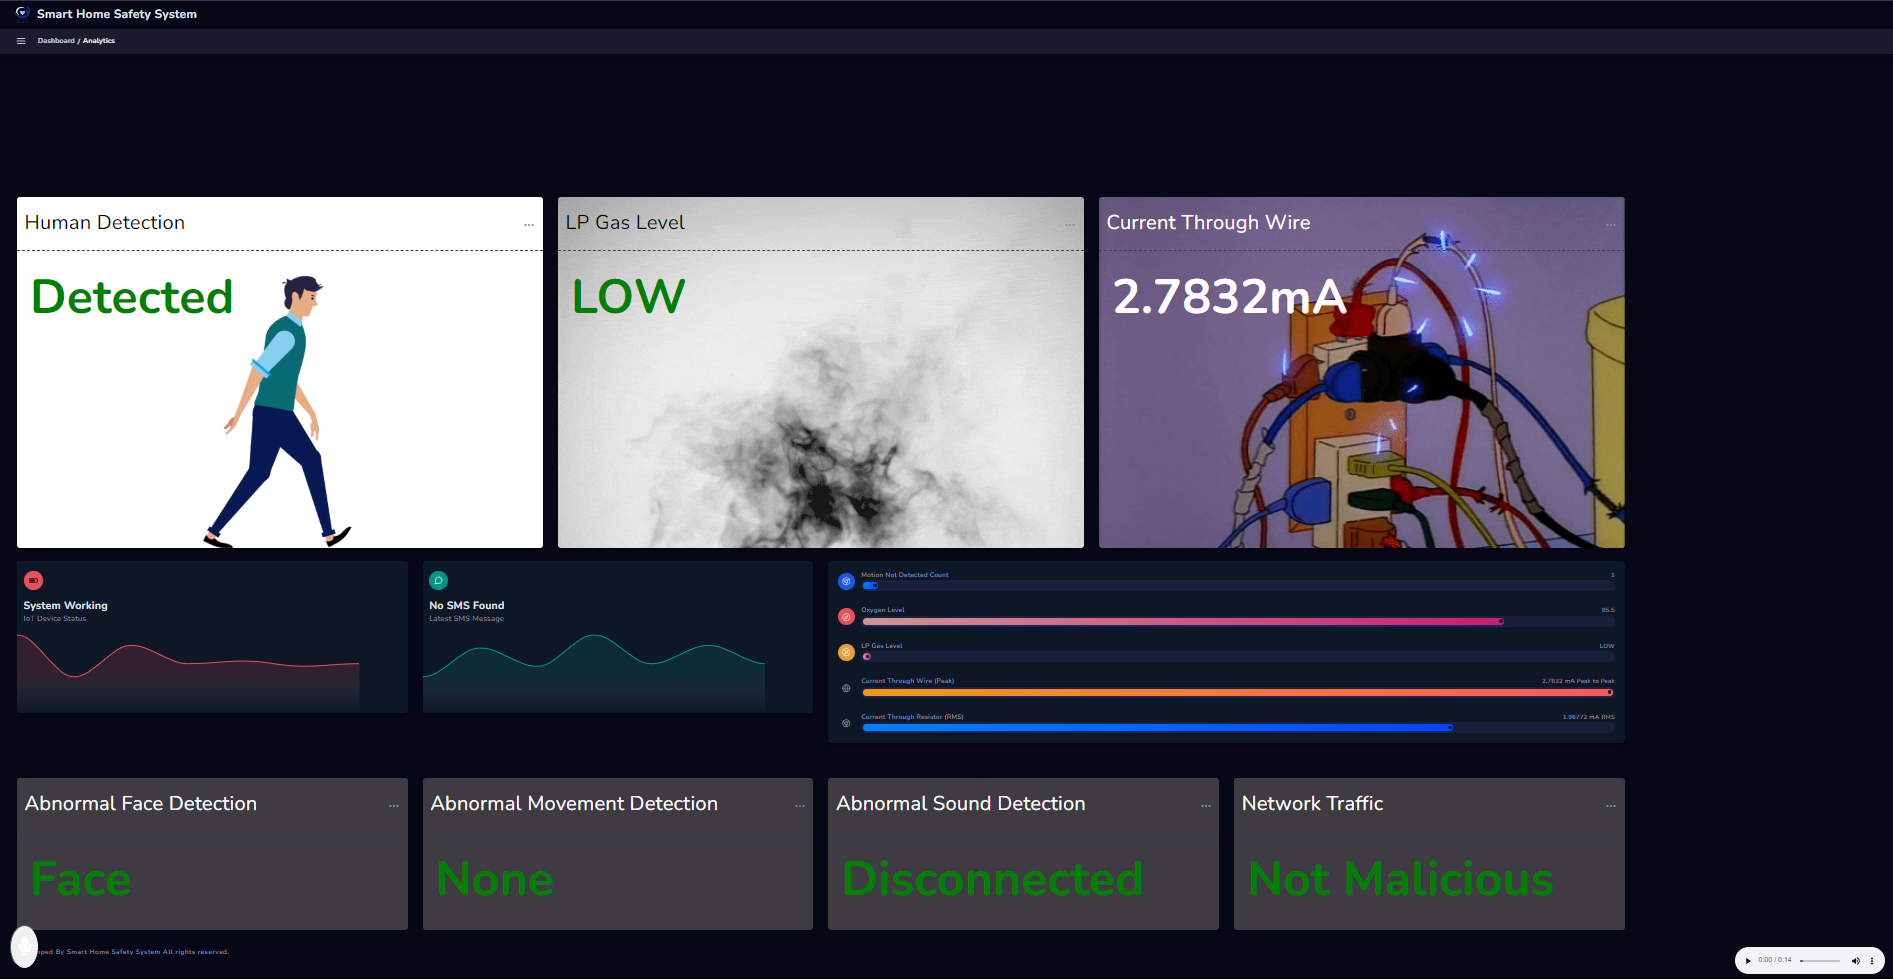 Smart Home Safety System
Dashboard / Analytics
Human Detection
Detected
LP Gas Level
LOW
Current Through Wire
2.7832mA
System Working
IoT Device Status
No SMS Found
Latest SMS Message
Motion Not Detected Count 1
Oxygen Level 85.5
LP Gas Level LOW
Current Through Wire (Peak) 2.7832 mA Peak to Peak
Current Through Resistor (RMS) 1.96772 mA RMS
Abnormal Face Detection
Face
Abnormal Movement Detection
None
Abnormal Sound Detection
Disconnected
Network Traffic
Not Malicious
By Smart Home Safety System All rights reserved.
0:00 / 0:14